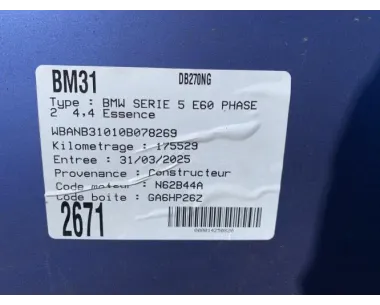 BM31 DB270NG
Type : BMW SERIE 5 E60 PHASE
2 4,4 Essence
WBANB31010B078269
Kilometrage : 175529
Entree : 31/03/2025
Provenance : Constructeur
Code moteur : N62B44A
Code boite : GA6HP26Z
2671